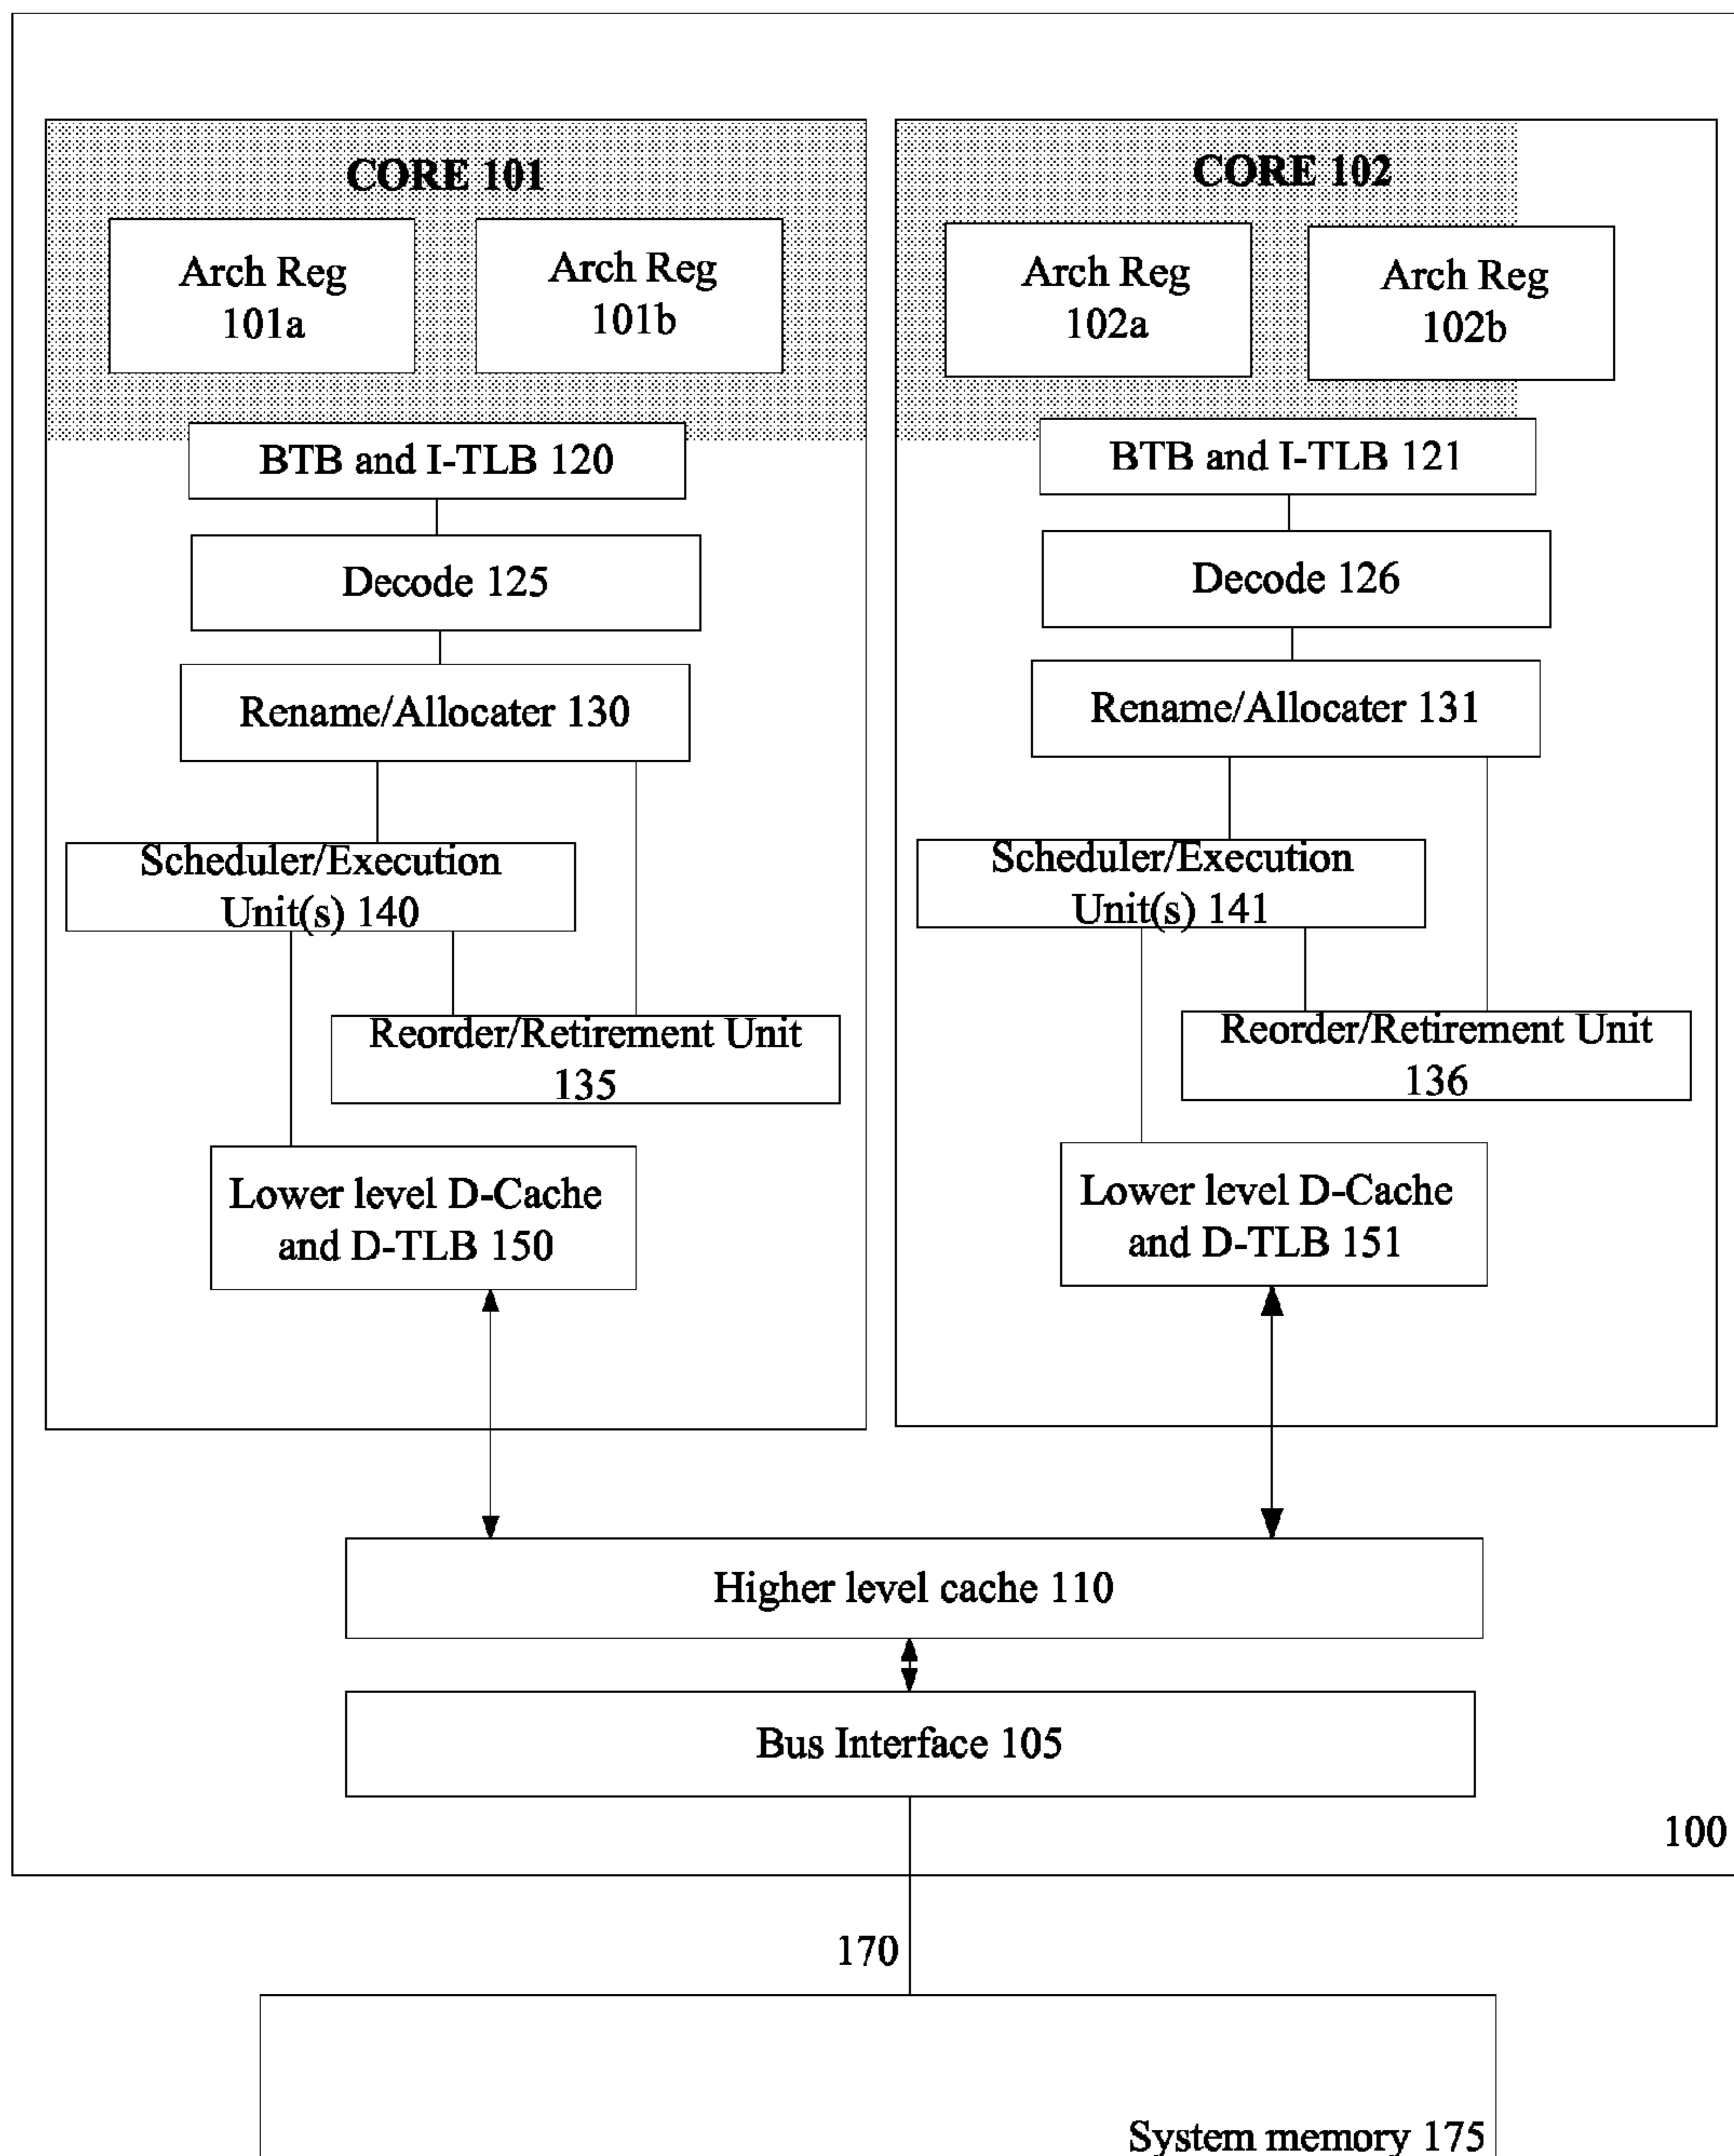 CORE 101
Arch Reg
101a
Arch Reg
101b
BTB and I-TLB 120
Decode 125
Rename/Allocater 130
Scheduler/Execution
Unit(s) 140
Reorder/Retirement Unit
135
Lower level D-Cache
and D-TLB 150
CORE 102
Arch Reg
102a
Arch Reg
102b
BTB and I-TLB 121
Decode 126
Rename/Allocater 131
Scheduler/Execution
Unit(s) 141
Reorder/Retirement Unit
136
Lower level D-Cache
and D-TLB 151
Higher level cache 110
Bus Interface 105
100
170
System memory 175